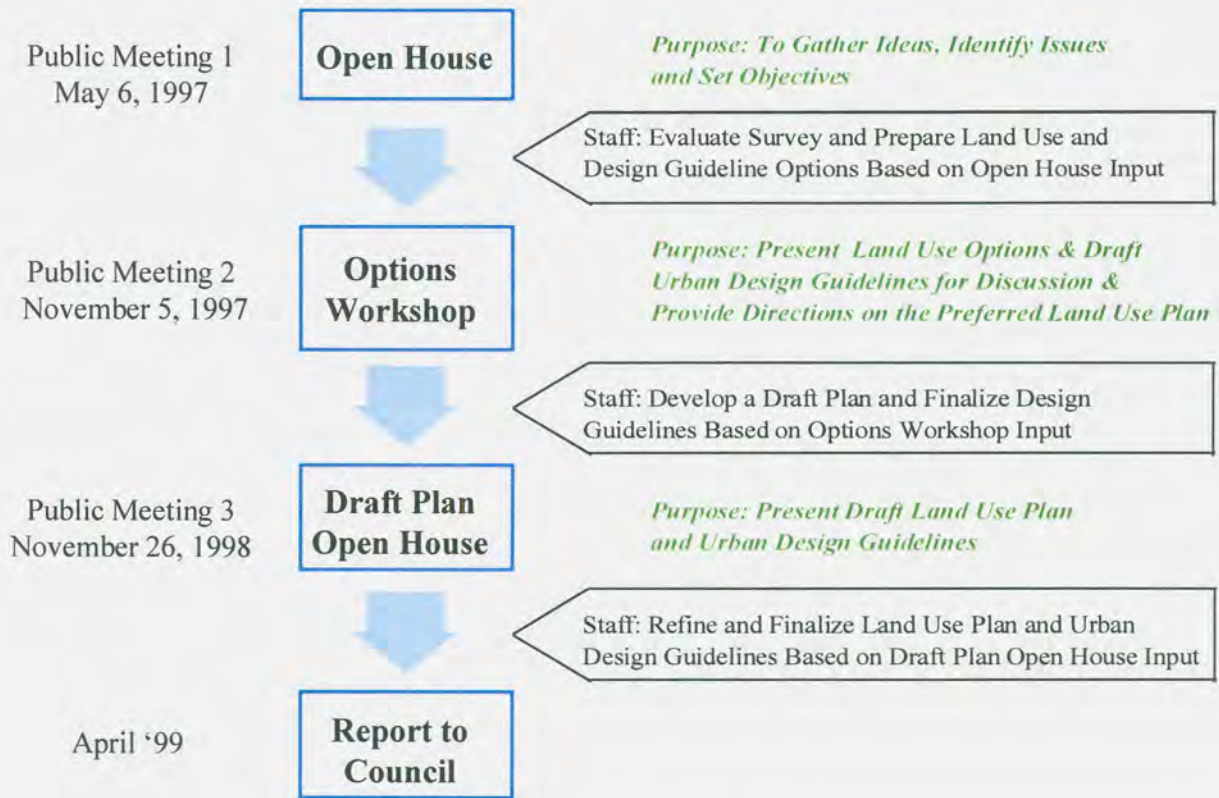 Public Meeting 1
May 6, 1997
Open House
Purpose: To Gather Ideas, Identify Issues
and Set Objectives
Staff: Evaluate Survey and Prepare Land Use and
Design Guideline Options Based on Open House Input
Public Meeting 2
November 5, 1997
Options
Workshop
Purpose: Present Land Use Options & Draft
Urban Design Guidelines for Discussion &
Provide Directions on the Preferred Land Use Plan
Staff: Develop a Draft Plan and Finalize Design
Guidelines Based on Options Workshop Input
Public Meeting 3
November 26, 1998
Draft Plan
Open House
Purpose: Present Draft Land Use Plan
and Urban Design Guidelines
Staff: Refine and Finalize Land Use Plan and Urban
Design Guidelines Based on Draft Plan Open House Input
April ‘99
Report to
Council